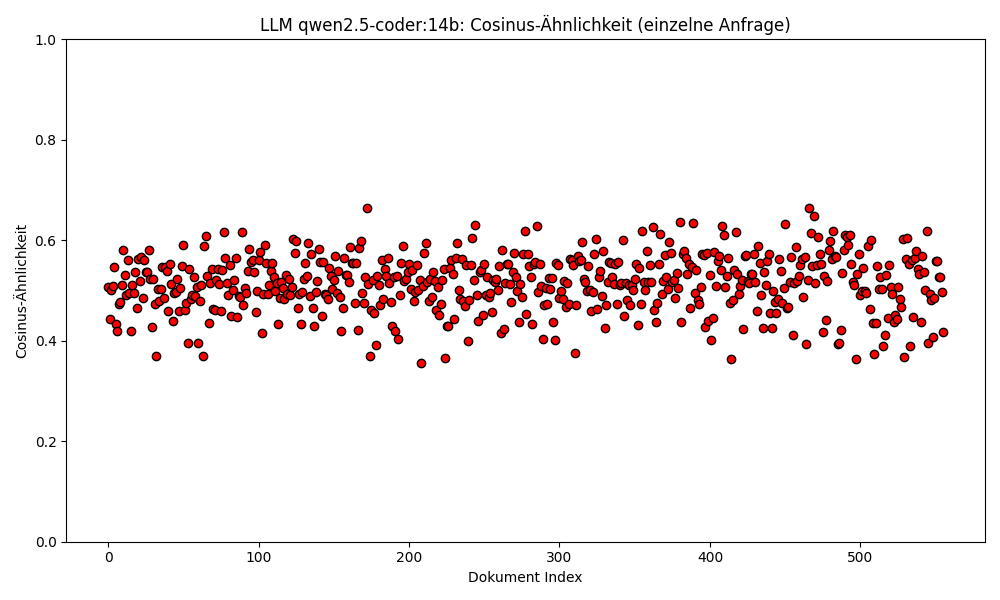 LLM qwen2.5-coder:14b: Cosinus-Ähnlichkeit (einzelne Anfrage)
1.0
0.8
0.6
0.4
0.2
0.0
Cosinus-Ähnlichkeit
0 100 200 300 400 500
Dokument Index